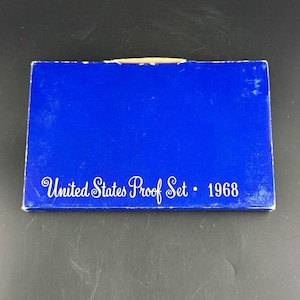 United States Proof Set • 1968